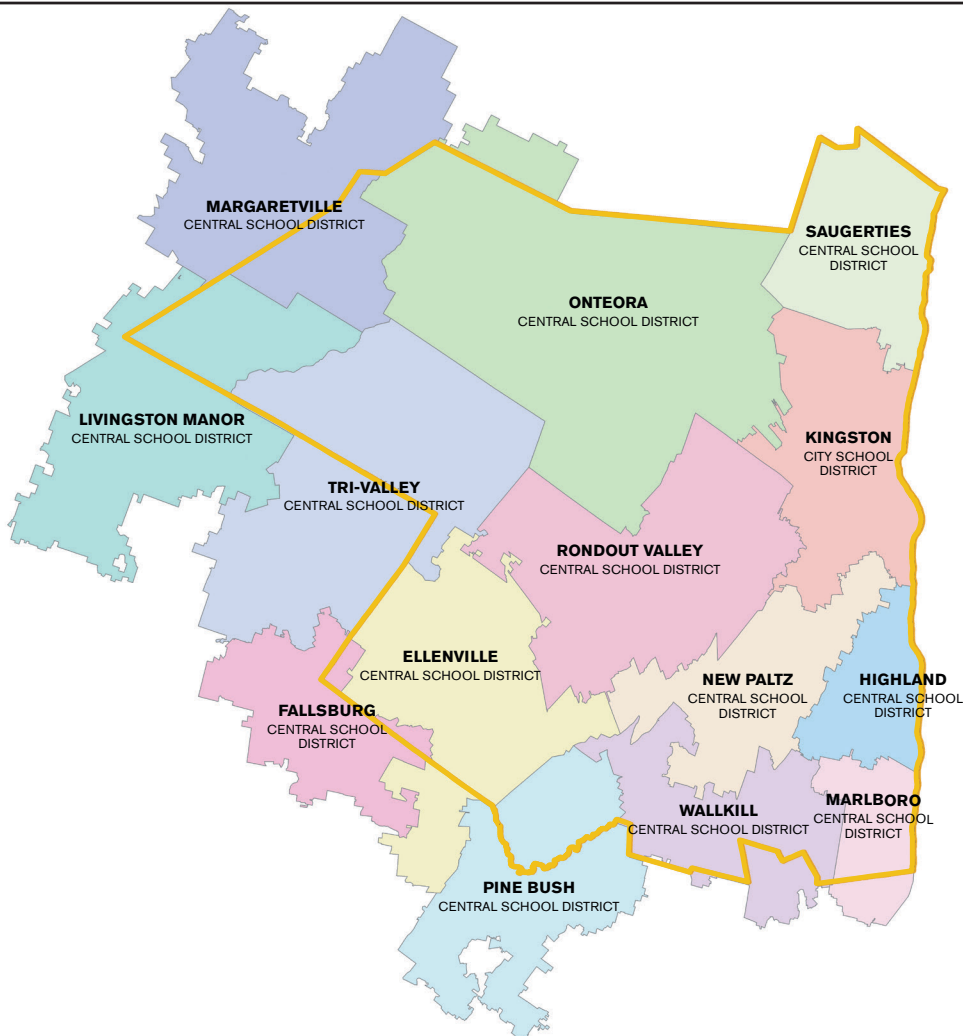 MARGARETVILLE
CENTRAL SCHOOL DISTRICT
SAUGERTIES
CENTRAL SCHOOL
DISTRICT
ONTEORA
CENTRAL SCHOOL DISTRICT
LIVINGSTON MANOR
CENTRAL SCHOOL DISTRICT
KINGSTON
CITY SCHOOL
DISTRICT
TRI-VALLEY
CENTRAL SCHOOL DISTRICT
RONDOUT VALLEY
CENTRAL SCHOOL DISTRICT
ELLENVILLE
CENTRAL SCHOOL DISTRICT
NEW PALTZ
CENTRAL SCHOOL
DISTRICT
HIGHLAND
CENTRAL SCHOOL
DISTRICT
FALLSBURG
CENTRAL SCHOOL
DISTRICT
WALLKILL
CENTRAL SCHOOL DISTRICT
MARLBORO
CENTRAL SCHOOL
DISTRICT
PINE BUSH
CENTRAL SCHOOL DISTRICT